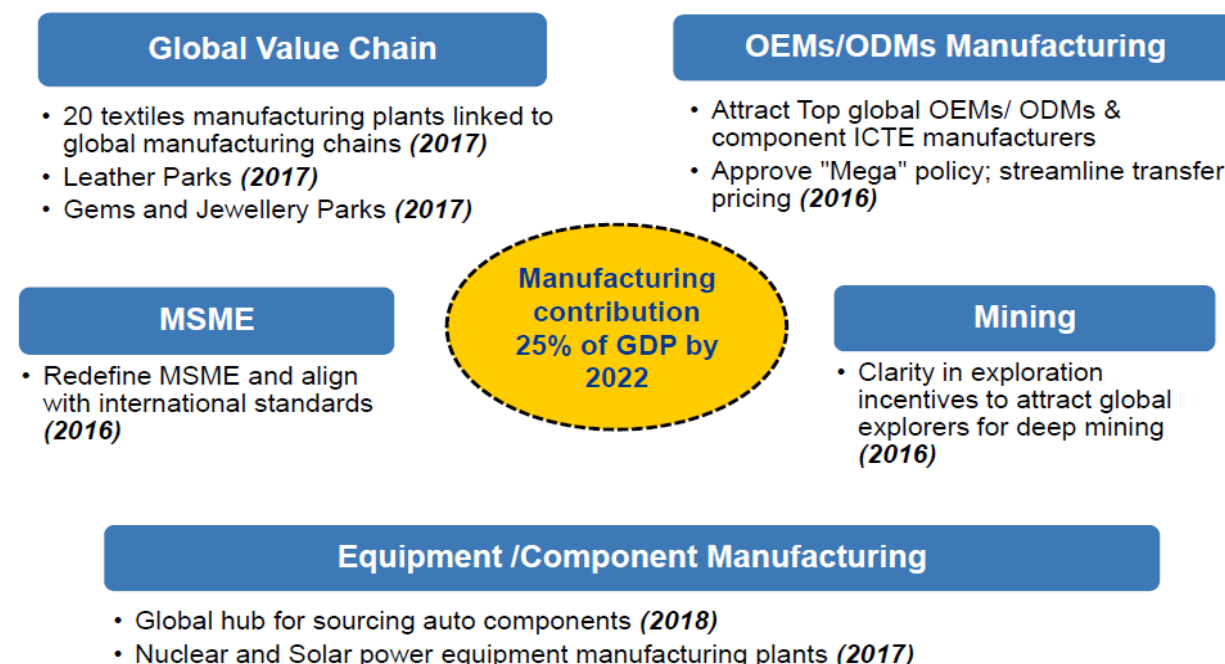 Global Value Chain
• 20 textiles manufacturing plants linked to
global manufacturing chains (2017)
• Leather Parks (2017)
• Gems and Jewellery Parks (2017)
OEMs/ODMs Manufacturing
• Attract Top global OEMs/ ODMs &
component ICTE manufacturers
• Approve "Mega" policy; streamline transfer
pricing (2016)
Manufacturing
contribution
25% of GDP by
2022
MSME
• Redefine MSME and align
with international standards
(2016)
Mining
• Clarity in exploration
incentives to attract global
explorers for deep mining
(2016)
Equipment /Component Manufacturing
• Global hub for sourcing auto components (2018)
• Nuclear and Solar power equipment manufacturing plants (2017)